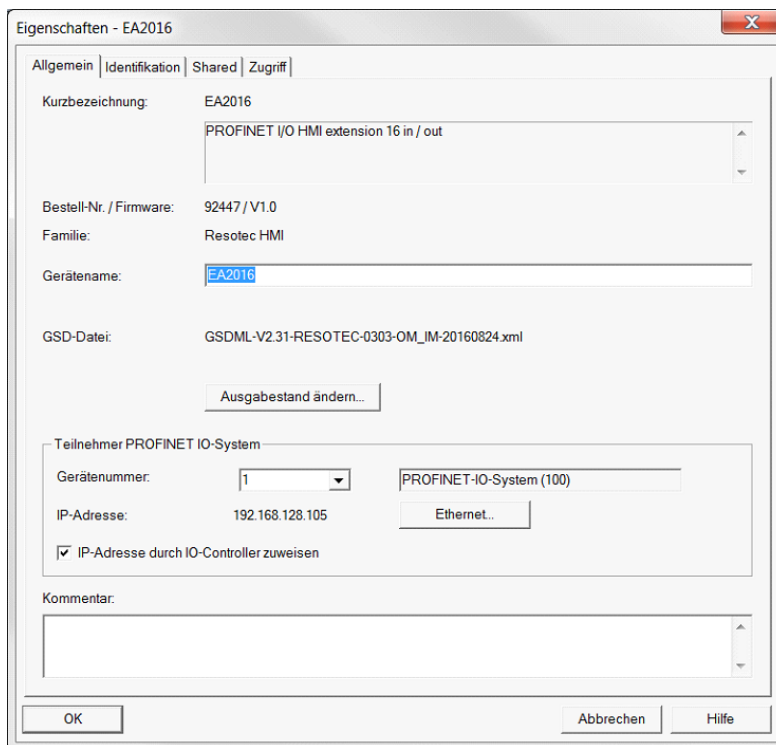 Eigenschaften - EA2016
Allgemein Identifikation Shared Zugriff
Kurzbezeichnung: EA2016
PROFINET I/O HMI extension 16 in / out
Bestell-Nr. / Firmware: 92447 / V1.0
Familie: Resotec HMI
Gerätename: EA2016
GSD-Datei: GSDML-V2.31-RESOTEC-0303-OM_IM-20160824.xml
Ausgabestand ändern...
Teilnehmer PROFINET IO-System
Gerätenummer: 1 PROFINET-IO-System (100)
IP-Adresse: 192.168.128.105 Ethernet...
IP-Adresse durch IO-Controller zuweisen
Kommentar:
OK Abbrechen Hilfe